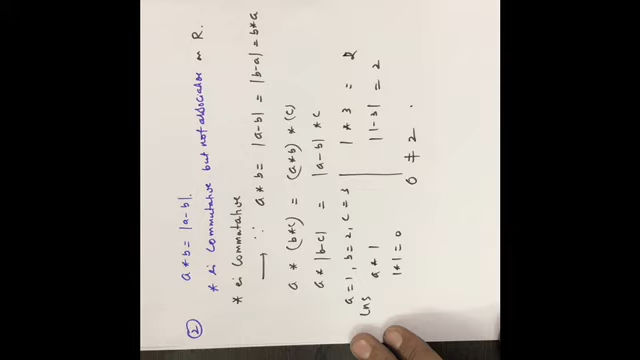 ② a * b = |a-b|.
* is commutative but not associative on R.
* is commutative
→ ∵ a * b = |a-b| = |b-a| = b * a
a * (b*c) = (a*b) * (c)
a * |b-c| = |a-b| * c
a=1, b=2, c=3
LHS
a * 1
1*1=0
1 * 3 = 2
|1-3| = 2
0 ≠ 2